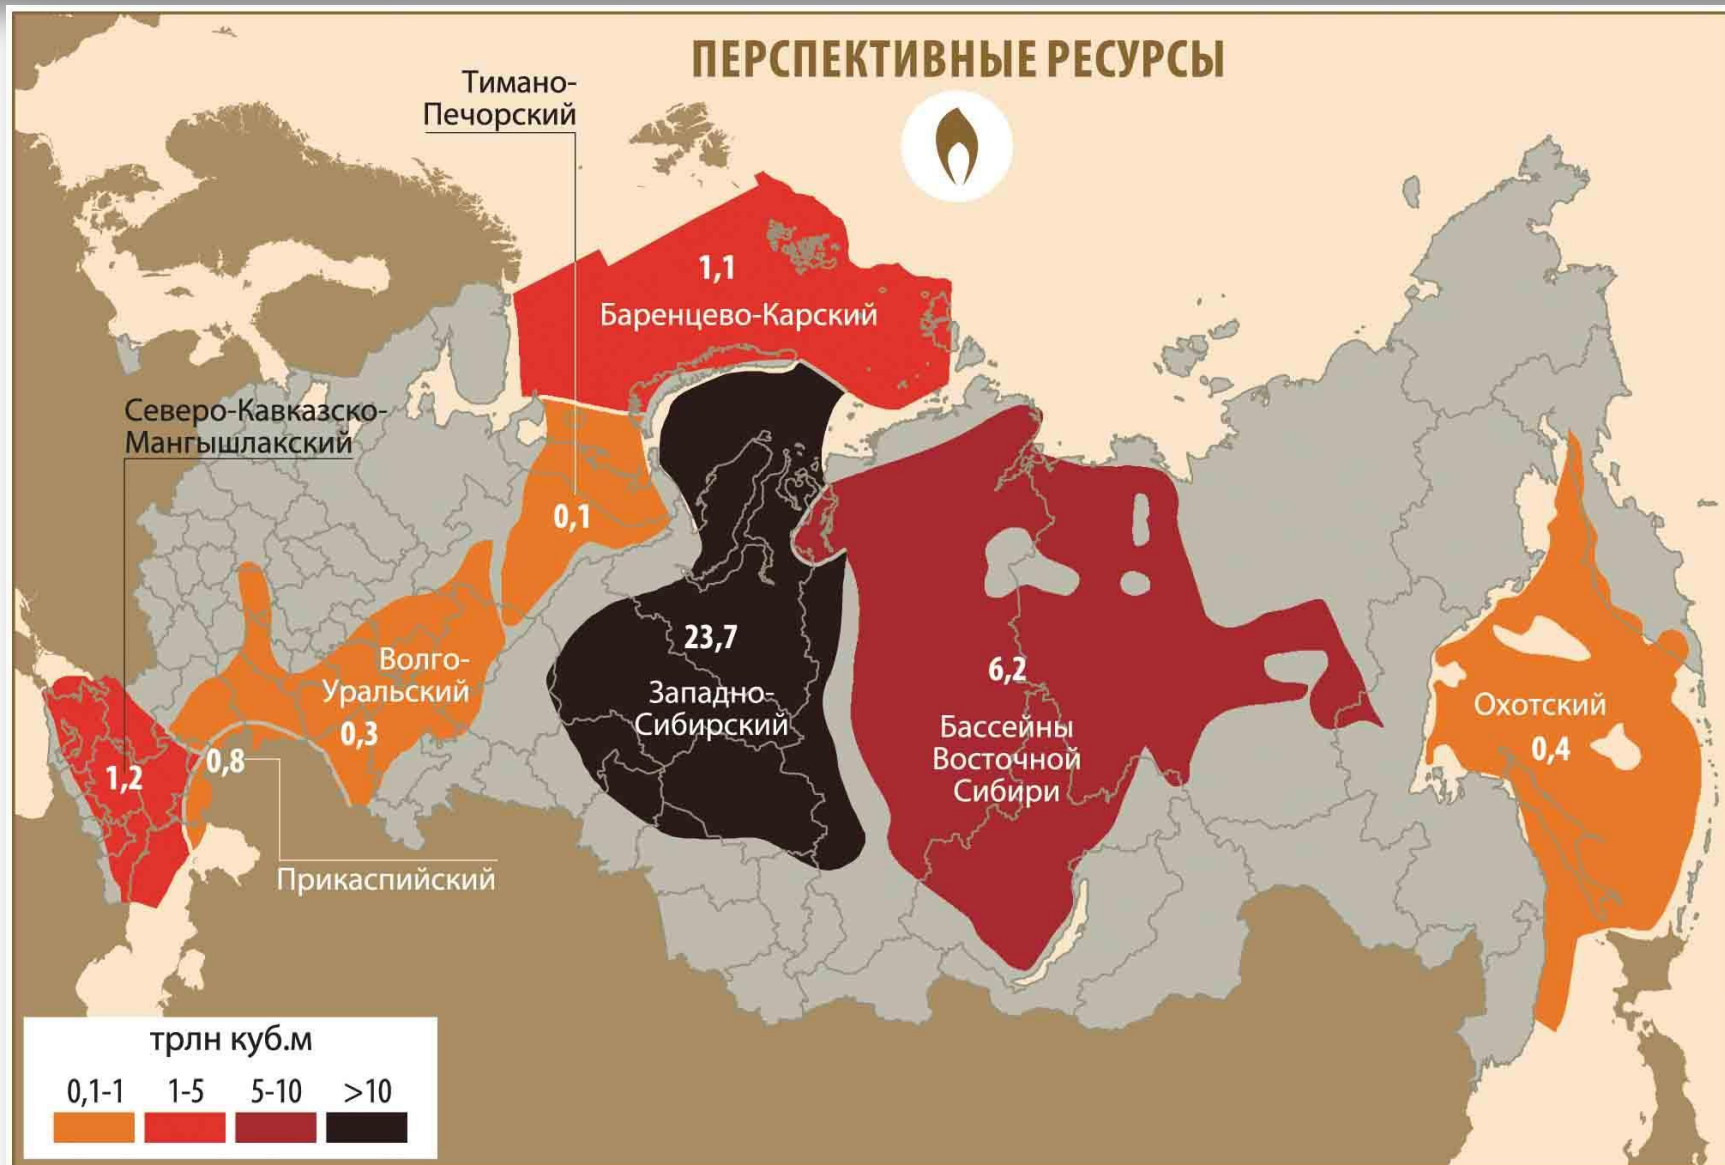 ПЕРСПЕКТИВНЫЕ РЕСУРСЫ
Тимано-
Печорский
1,1
Баренцево-Карский
Северо-Кавказско-
Мангышлакский
0,1
23,7
Западно-
Сибирский
6,2
Бассейны
Восточной
Сибири
Волго-
Уральский
0,3
Охотский
0,4
1,2
0,8
Прикаспийский
трлн куб.м
0,1-1 1-5 5-10 >10